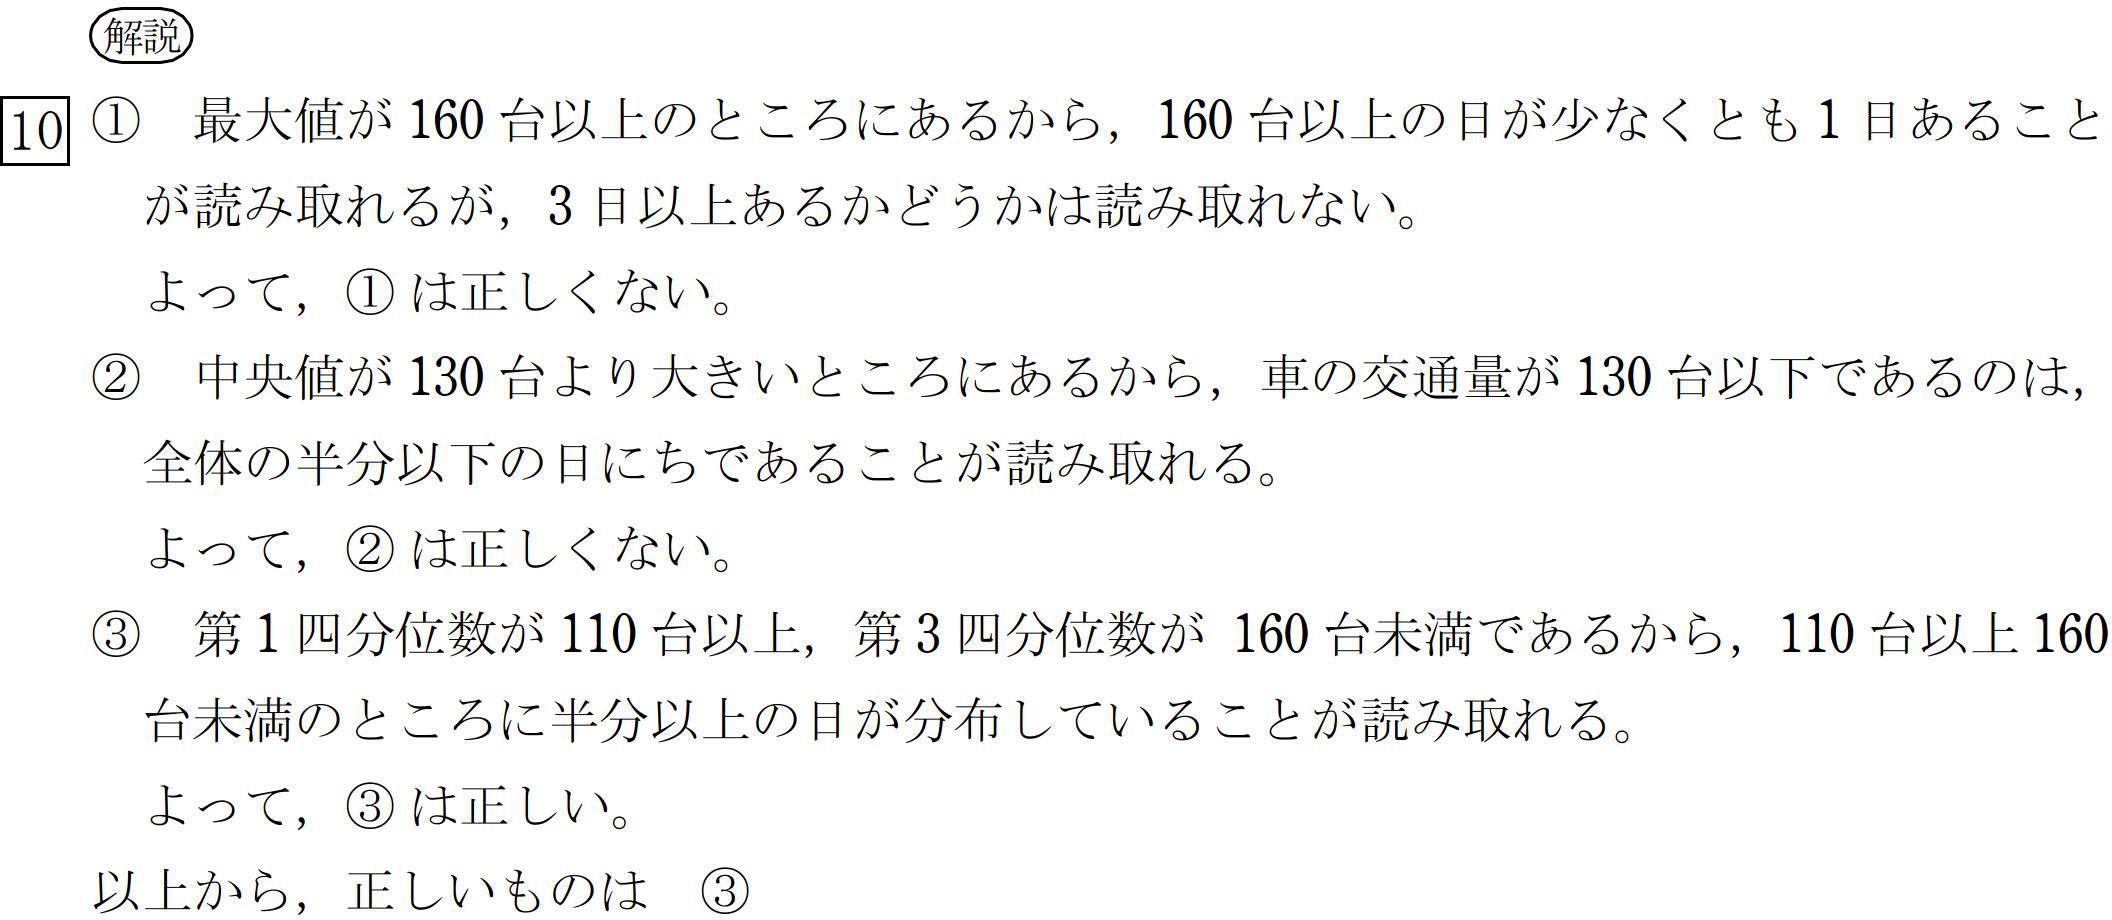 解説
10 ① 最大値が 160 台以上のところにあるから，160 台以上の日が少なくとも 1 日あること
が読み取れるが，3 日以上あるかどうかは読み取れない。
よって，① は正しくない。
② 中央値が 130 台より大きいところにあるから，車の交通量が 130 台以下であるのは，
全体の半分以下の日にちであることが読み取れる。
よって，② は正しくない。
③ 第 1 四分位数が 110 台以上，第 3 四分位数が 160 台未満であるから，110 台以上 160
台未満のところに半分以上の日が分布していることが読み取れる。
よって，③ は正しい。
以上から，正しいものは ③